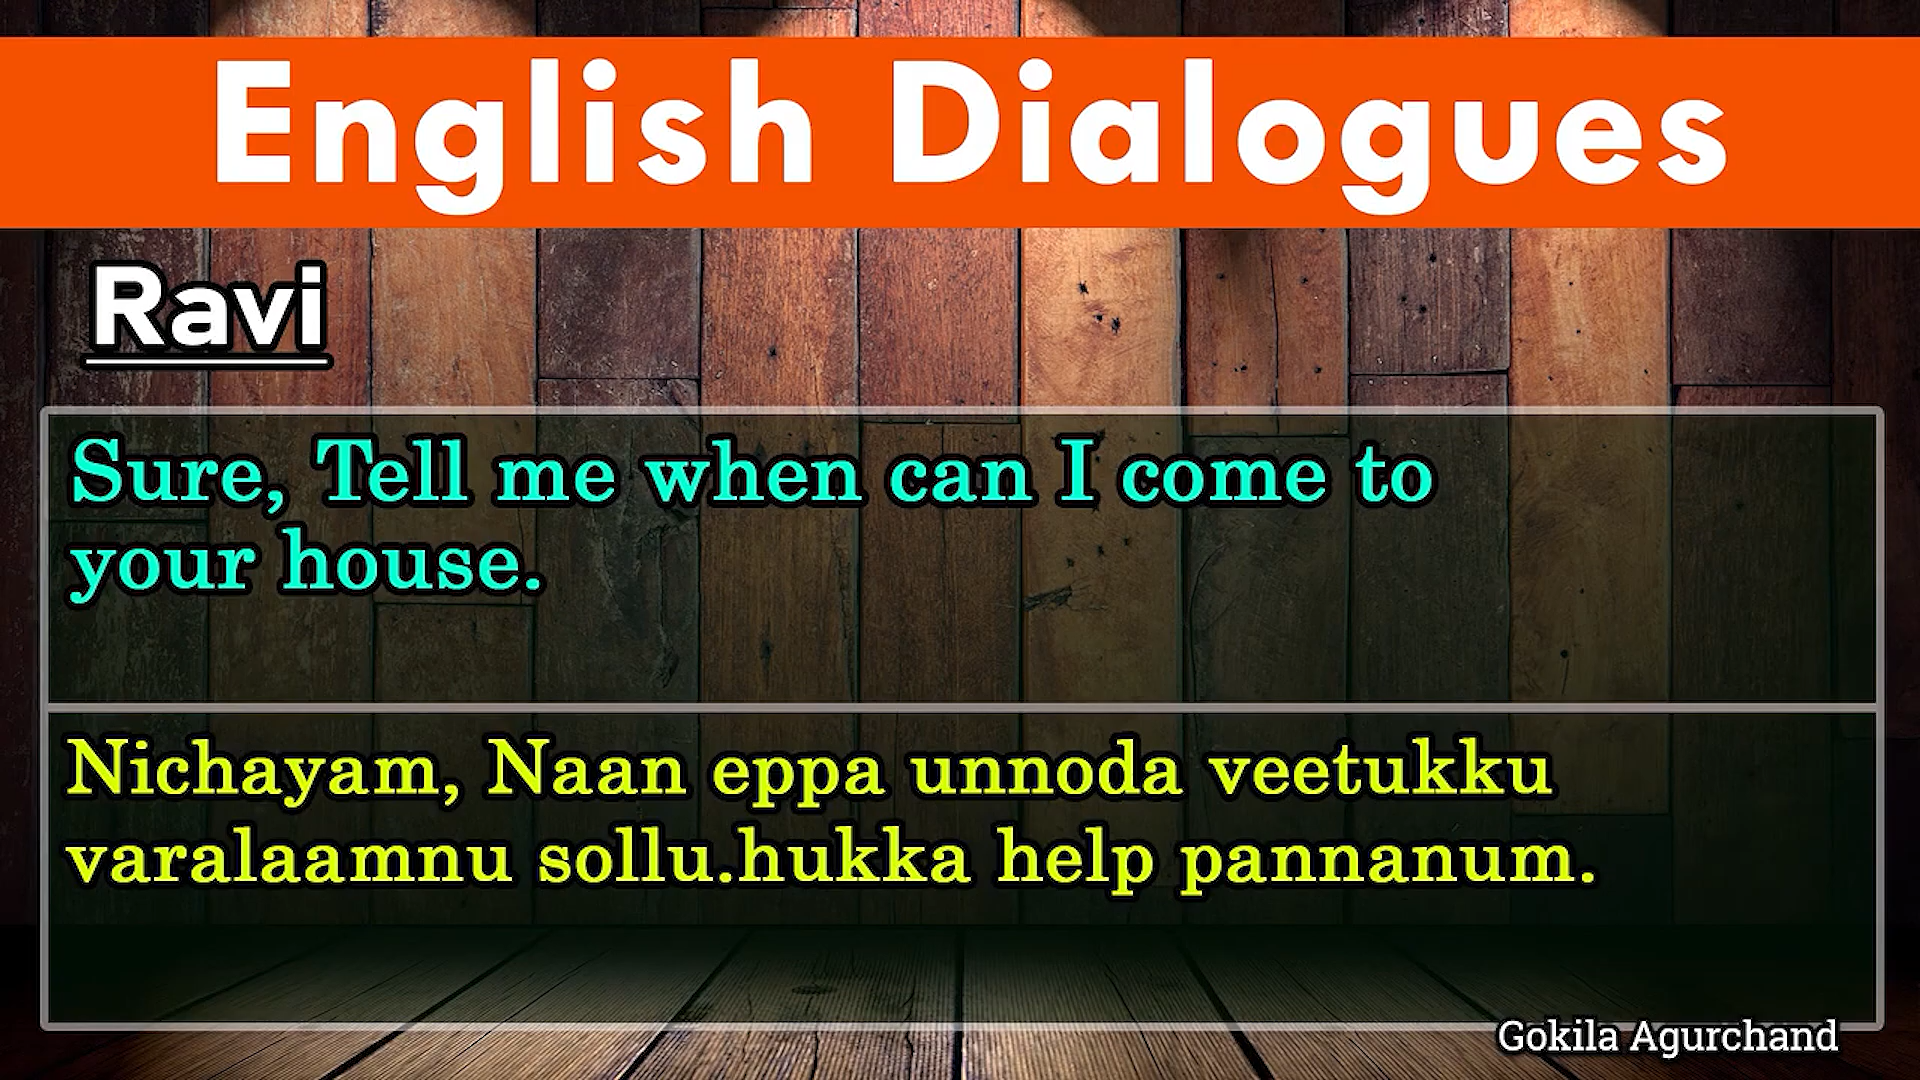 English Dialogues
Ravi
Sure, Tell me when can I come to
your house.
Nichayam, Naan eppa unnoda veetukku
varalaamnu sollu.hukka help pannanum.
Gokila Agurchand